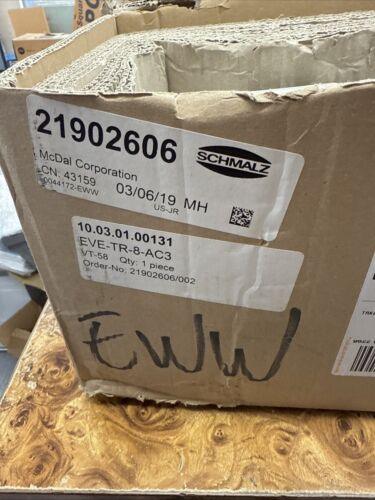 21902606
SCHMALZ
McDal Corporation
CN: 43159
03/06/19 MH
0044172-EWW
US-JR
10.03.01.00131
EVE-TR-8-AC3
VT-58 Qty: 1 piece
Order-No: 21902606/002
EWW